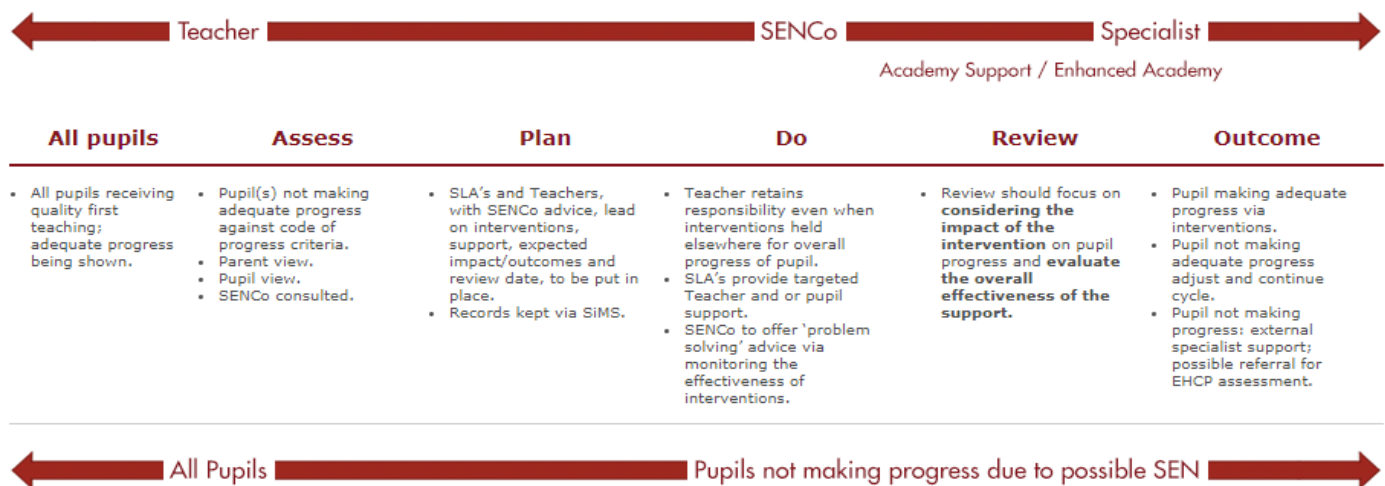 Teacher SENCo Specialist
Academy Support / Enhanced Academy
All pupils
• All pupils receiving
quality first
teaching;
adequate progress
being shown.
Assess
• Pupil(s) not making
adequate progress
against code of
progress criteria.
• Parent view.
• Pupil view.
• SENCo consulted.
Plan
• SLA's and Teachers,
with SENCo advice, lead
on interventions,
support, expected
impact/outcomes and
review date, to be put in
place.
• Records kept via SiMS.
Do
• Teacher retains
responsibility even when
interventions held
elsewhere for overall
progress of pupil.
• SLA's provide targeted
Teacher and or pupil
support.
• SENCo to offer 'problem
solving' advice via
monitoring the
effectiveness of
interventions.
Review
• Review should focus on
considering the
impact of the
intervention on pupil
progress and evaluate
the overall
effectiveness of the
support.
Outcome
• Pupil making adequate
progress via
interventions.
• Pupil not making
adequate progress
adjust and continue
cycle.
• Pupil not making
progress: external
specialist support;
possible referral for
EHCP assessment.
All Pupils Pupils not making progress due to possible SEN